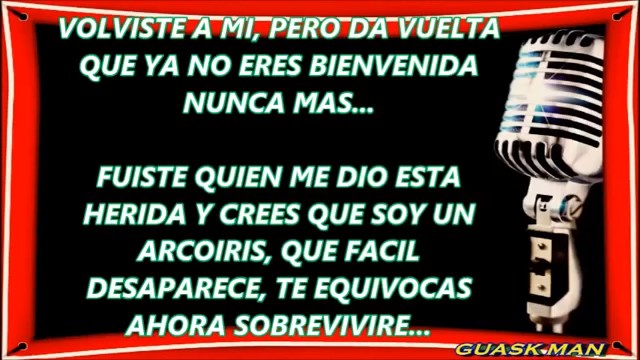 VOLVISTE A MI, PERO DA VUELTA
QUE YA NO ERES BIENVENIDA
NUNCA MAS...
FUISTE QUIEN ME DIO ESTA
HERIDA Y CREES QUE SOY UN
ARCOIRIS, QUE FACIL
DESAPARECE, TE EQUIVOCAS
AHORA SOBREVIVIRE...
GUASK MAN